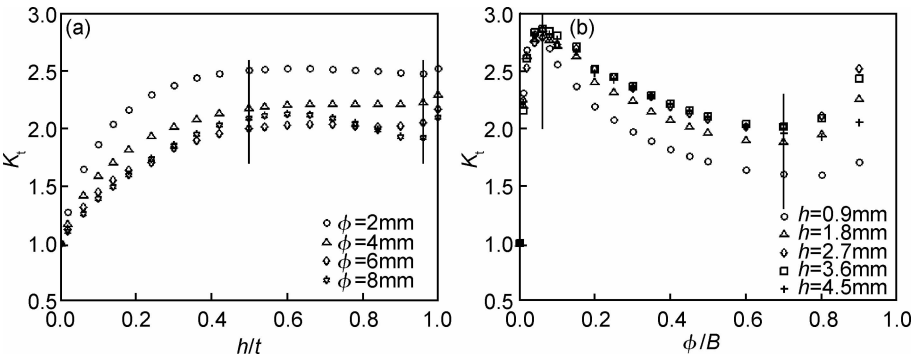 (a)
3.0
2.5
2.0
1.5
1.0
0.5
K_t
0.0 0.2 0.4 0.6 0.8 1.0
h/t
ϕ=2mm
ϕ=4mm
ϕ=6mm
ϕ=8mm
(b)
3.0
2.5
2.0
1.5
1.0
0.5
K_t
0.0 0.2 0.4 0.6 0.8 1.0
ϕ/B
h=0.9mm
h=1.8mm
h=2.7mm
h=3.6mm
h=4.5mm